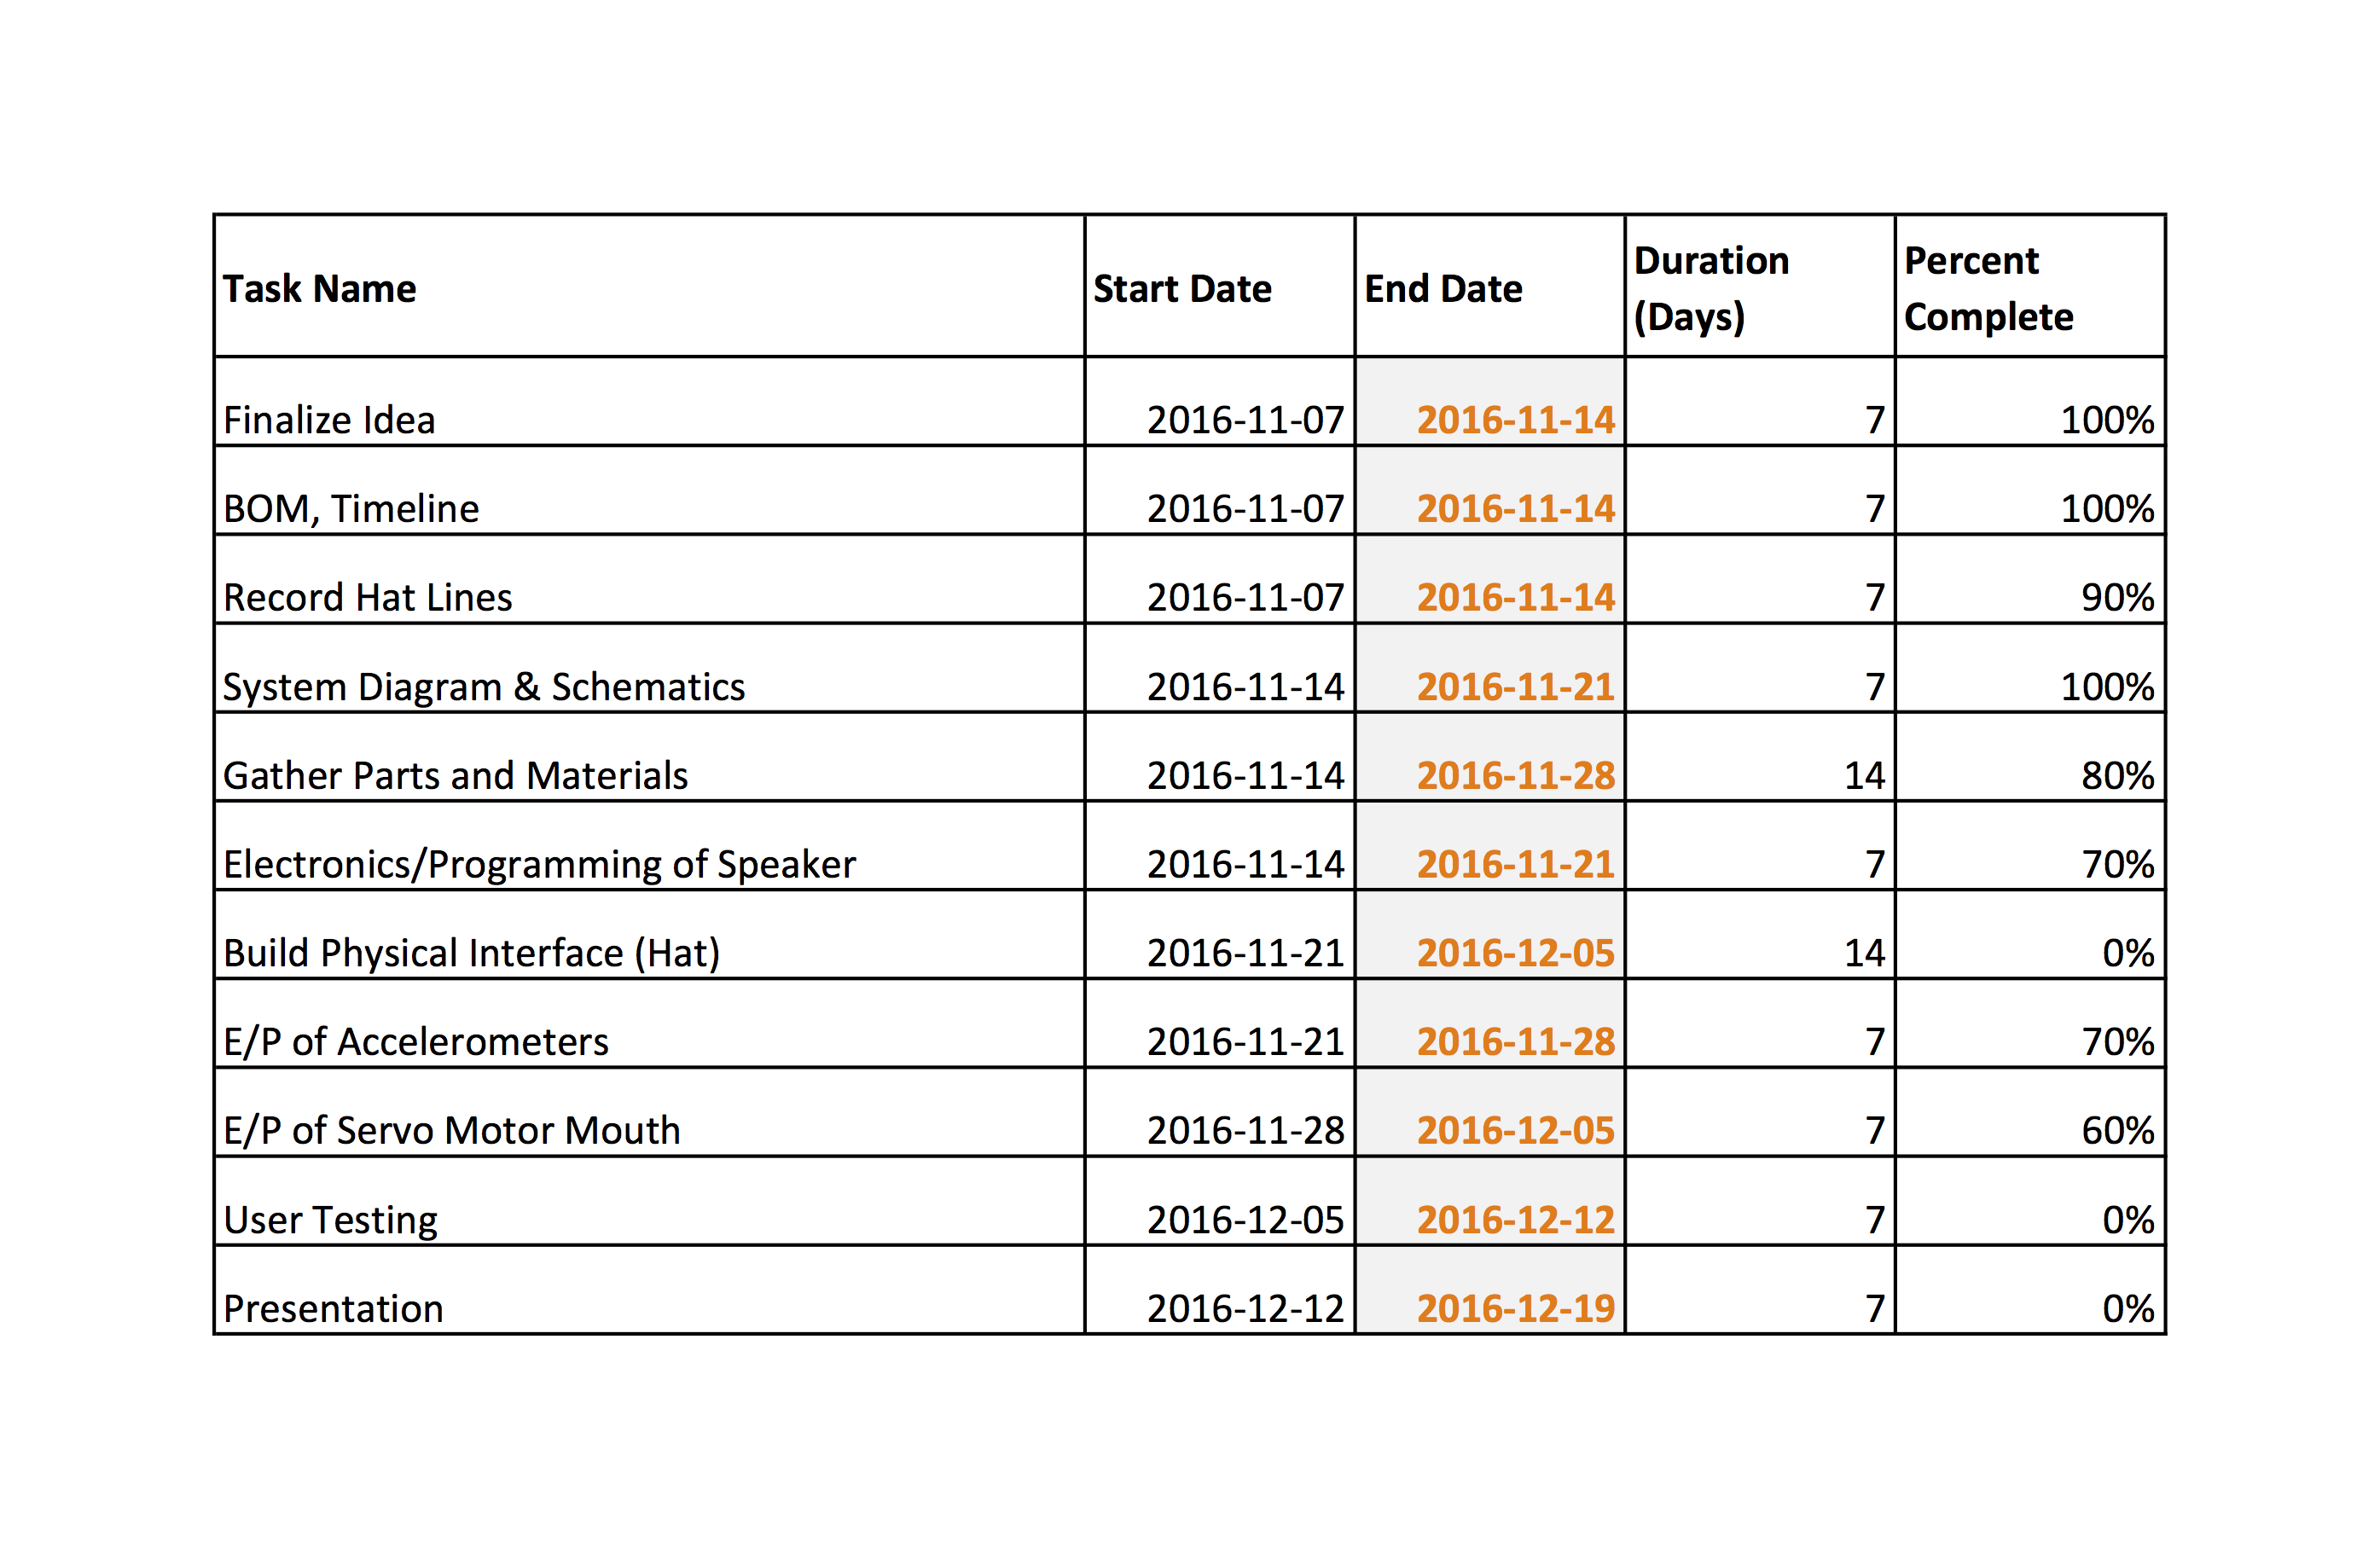 Task Name Start Date End Date Duration (Days) Percent Complete
Finalize Idea 2016-11-07 2016-11-14 7 100%
BOM, Timeline 2016-11-07 2016-11-14 7 100%
Record Hat Lines 2016-11-07 2016-11-14 7 90%
System Diagram & Schematics 2016-11-14 2016-11-21 7 100%
Gather Parts and Materials 2016-11-14 2016-11-28 14 80%
Electronics/Programming of Speaker 2016-11-14 2016-11-21 7 70%
Build Physical Interface (Hat) 2016-11-21 2016-12-05 14 0%
E/P of Accelerometers 2016-11-21 2016-11-28 7 70%
E/P of Servo Motor Mouth 2016-11-28 2016-12-05 7 60%
User Testing 2016-12-05 2016-12-12 7 0%
Presentation 2016-12-12 2016-12-19 7 0%